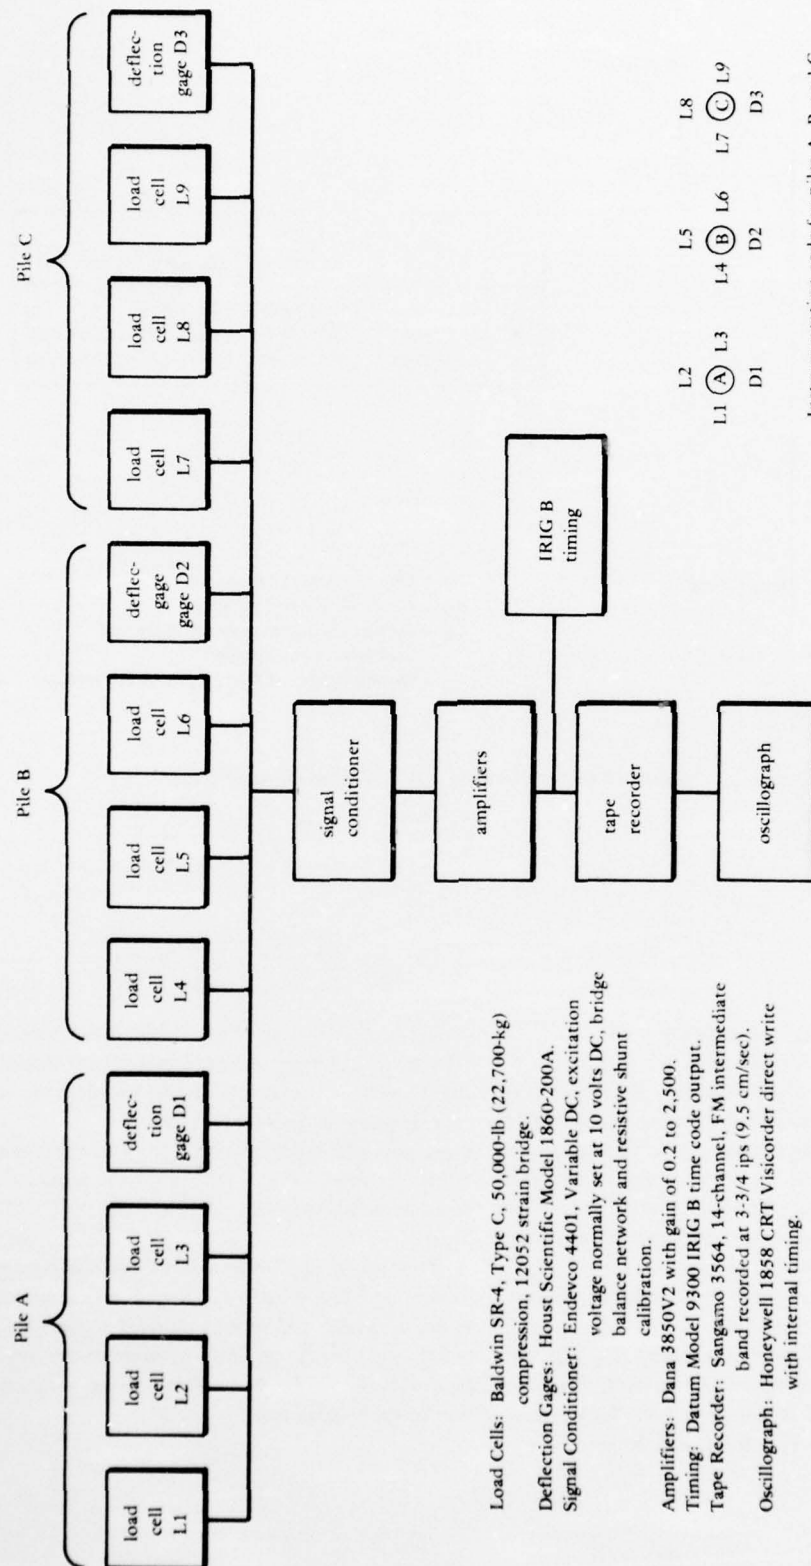 Pile A
Pile B
Pile C
load
cell
L1
load
cell
L2
load
cell
L3
deflec-
tion
gage D1
load
cell
L4
load
cell
L5
load
cell
L6
deflec-
gage
gage D2
load
cell
L7
load
cell
L8
load
cell
L9
deflec-
tion
gage D3
signal
conditioner
amplifiers
IRIG B
timing
tape
recorder
oscillograph
Load Cells: Baldwin SR-4, Type C, 50,000-lb (22,700-kg)
compression, 12052 strain bridge.
Deflection Gages: Houst Scientific Model 1860-200A.
Signal Conditioner: Endevco 4401, Variable DC, excitation
voltage normally set at 10 volts DC, bridge
balance network and resistive shunt
calibration.
Amplifiers: Dana 3850V2 with gain of 0.2 to 2,500.
Timing: Datum Model 9300 IRIG B time code output.
Tape Recorder: Sangamo 3564, 14-channel, FM intermediate
band recorded at 3-3/4 ips (9.5 cm/sec).
Oscillograph: Honeywell 1858 CRT Visicorder direct write
with internal timing.
L2 L5 L8
L1 A L3 L4 B L6 L7 C L9
D1 D2 D3